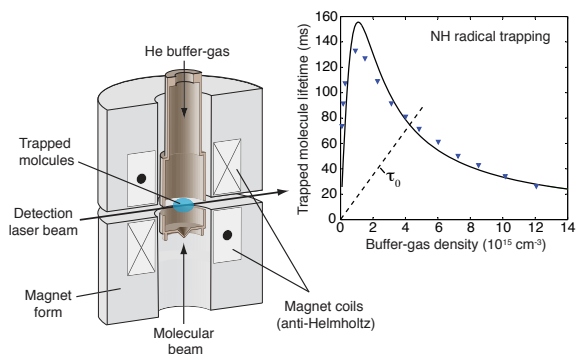 He buffer-gas
Trapped
molcules
Detection
laser beam
Magnet
form
Molecular
beam
Magnet coils
(anti-Helmholtz)
NH radical trapping
Trapped molecule lifetime (ms)
160
140
120
100
80
60
40
20
0
τ0
0 2 4 6 8 10 12 14
Buffer-gas density (10¹⁵ cm⁻³)